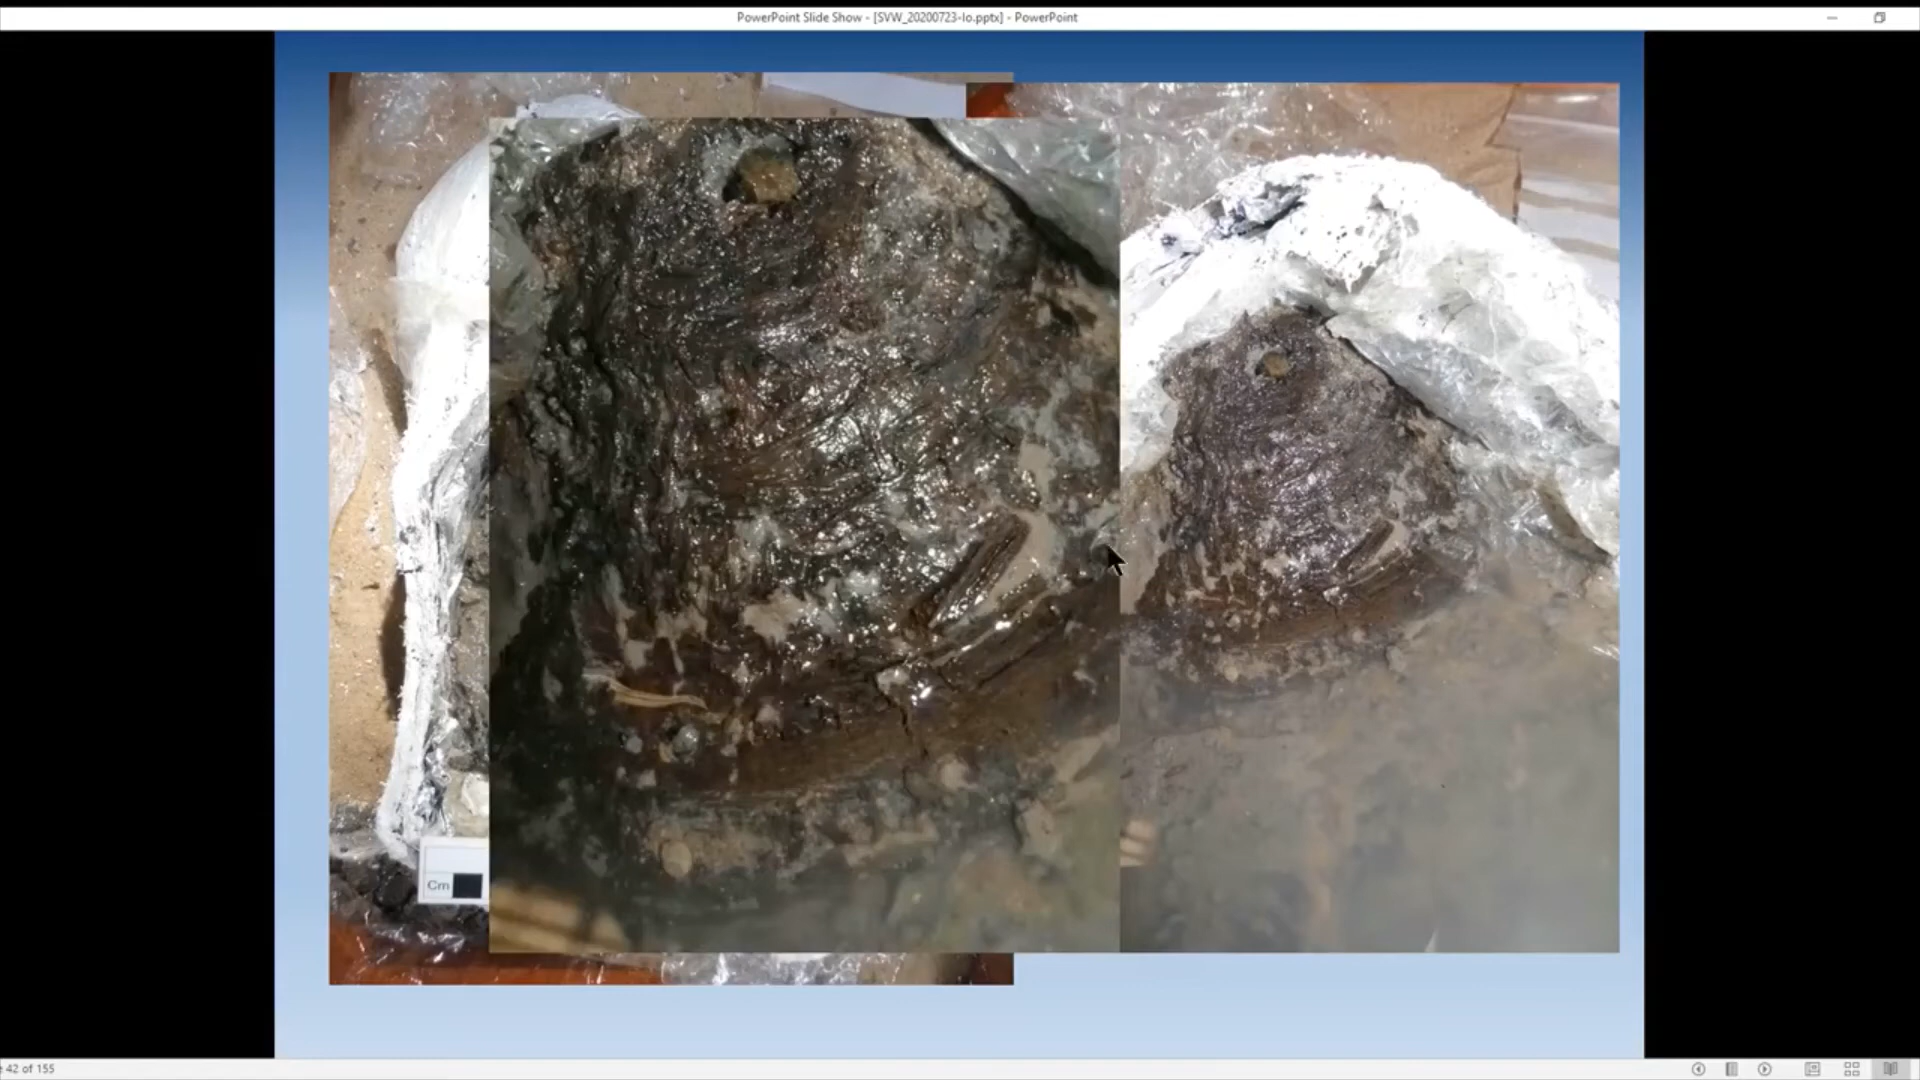 PowerPoint Slide Show - [SVW_20200723-lo.pptx] - PowerPoint
Cm
42 of 155